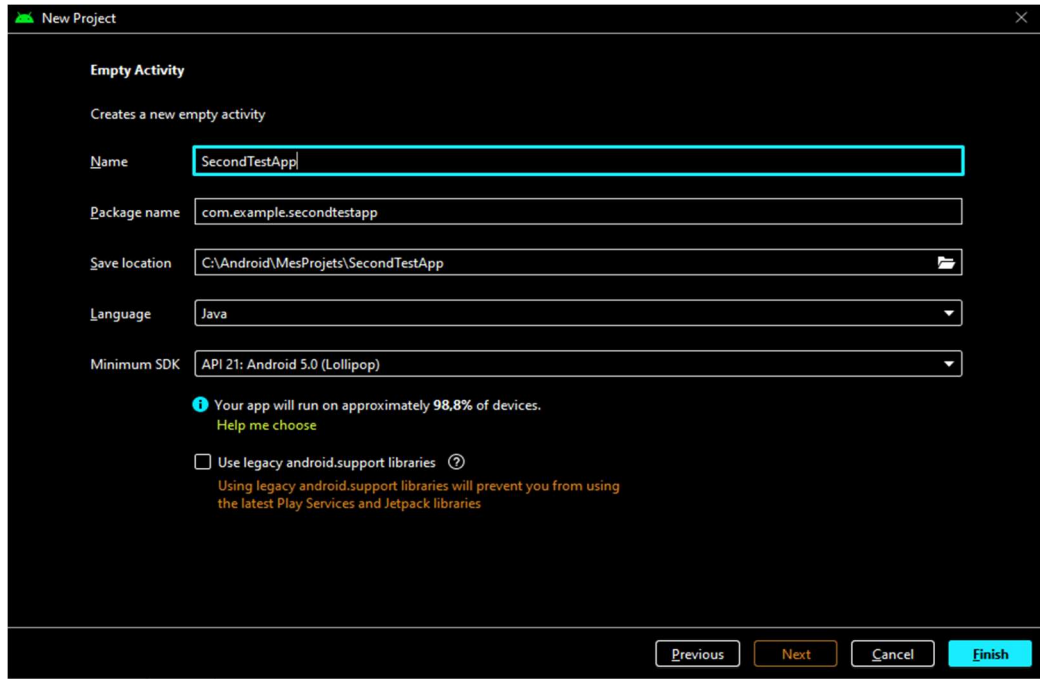 New Project
Empty Activity
Creates a new empty activity
Name SecondTestApp
Package name com.example.secondtestapp
Save location C:\Android\MesProjets\SecondTestApp
Language Java
Minimum SDK API 21: Android 5.0 (Lollipop)
Your app will run on approximately 98,8% of devices.
Help me choose
Use legacy android.support libraries
Using legacy android.support libraries will prevent you from using
the latest Play Services and Jetpack libraries
Previous Next Cancel Finish